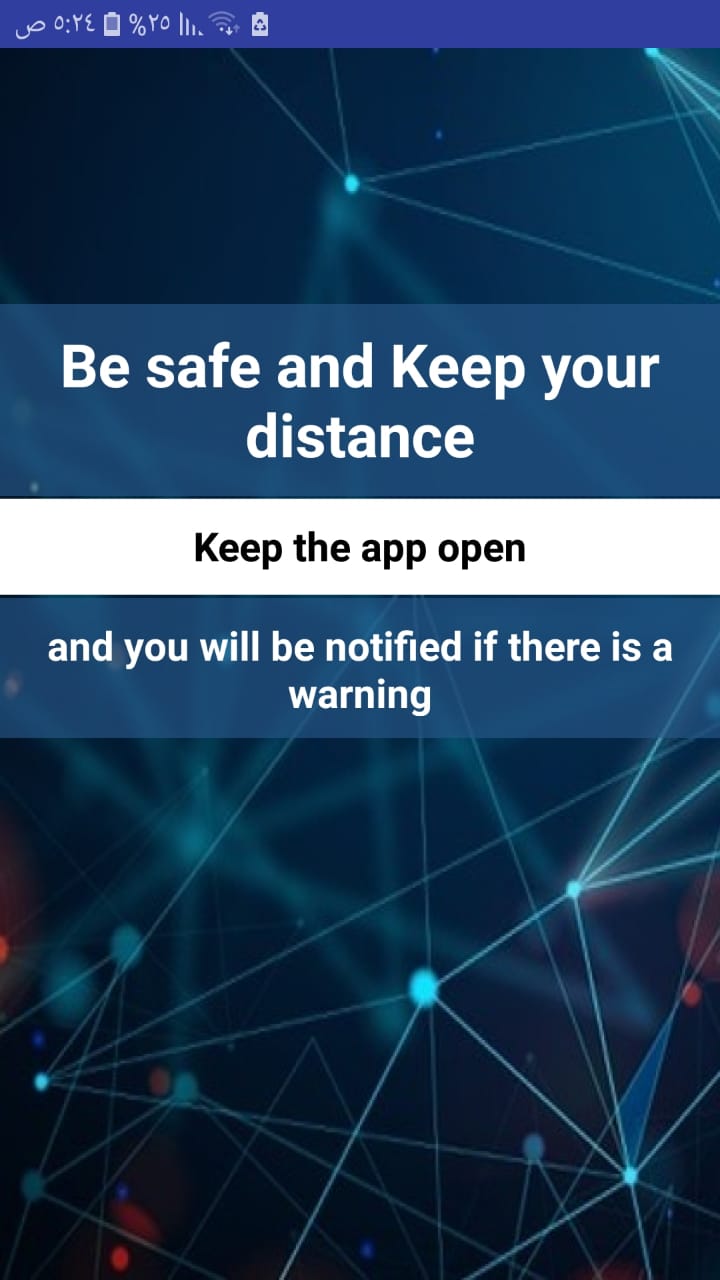 ٥:٢٤ ص %٢٥
Be safe and Keep your
distance
Keep the app open
and you will be notified if there is a
warning